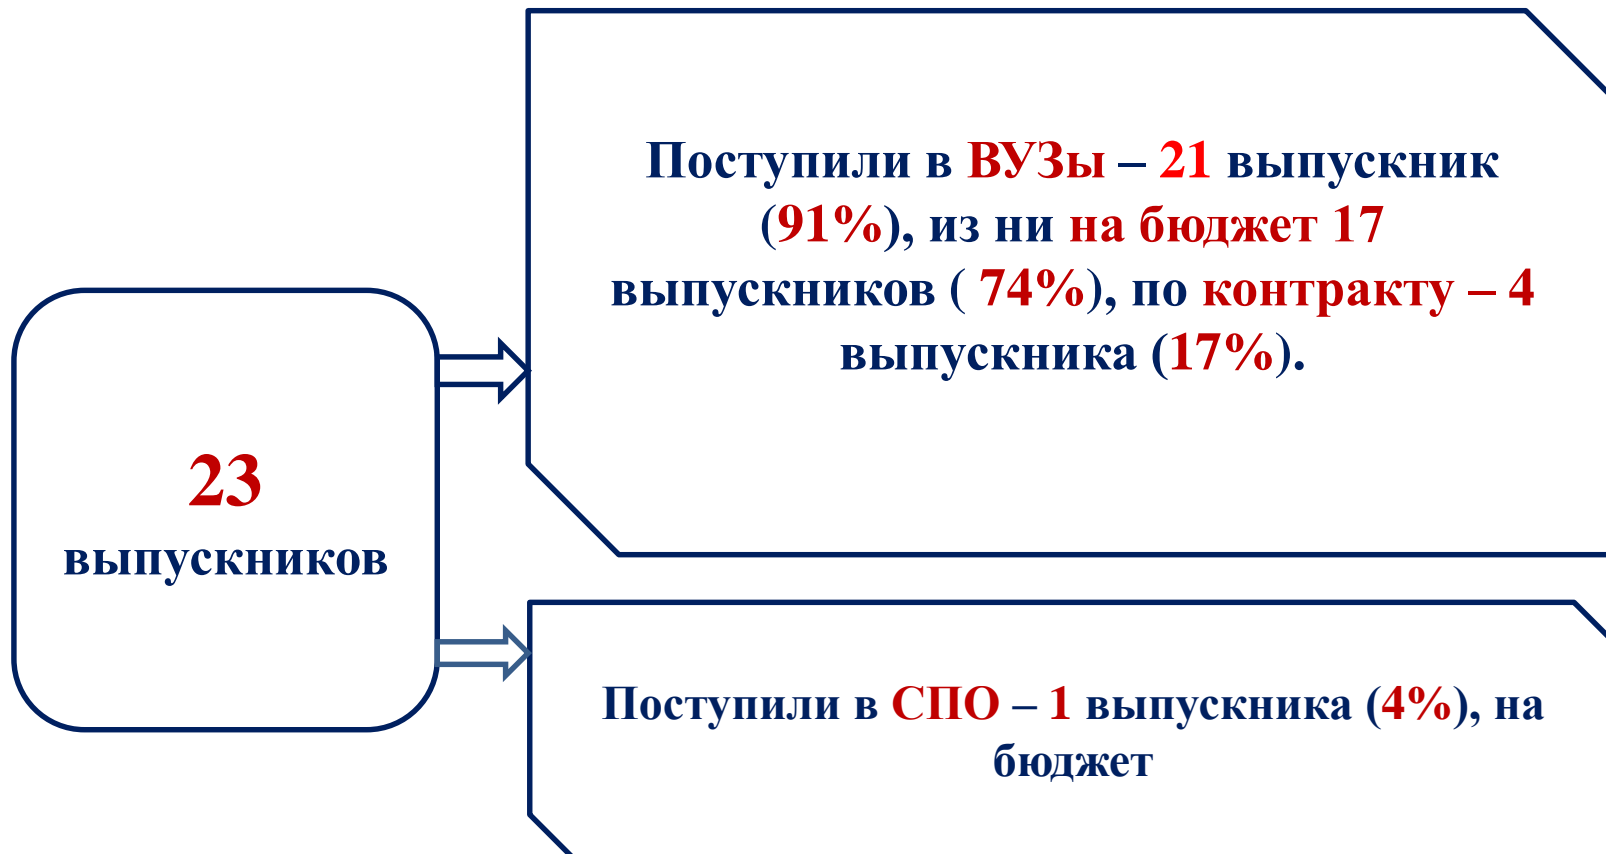 23
выпускников
Поступили в ВУЗы – 21 выпускник
(91%), из ни на бюджет 17
выпускников ( 74%), по контракту – 4
выпускника (17%).
Поступили в СПО – 1 выпускника (4%), на
бюджет